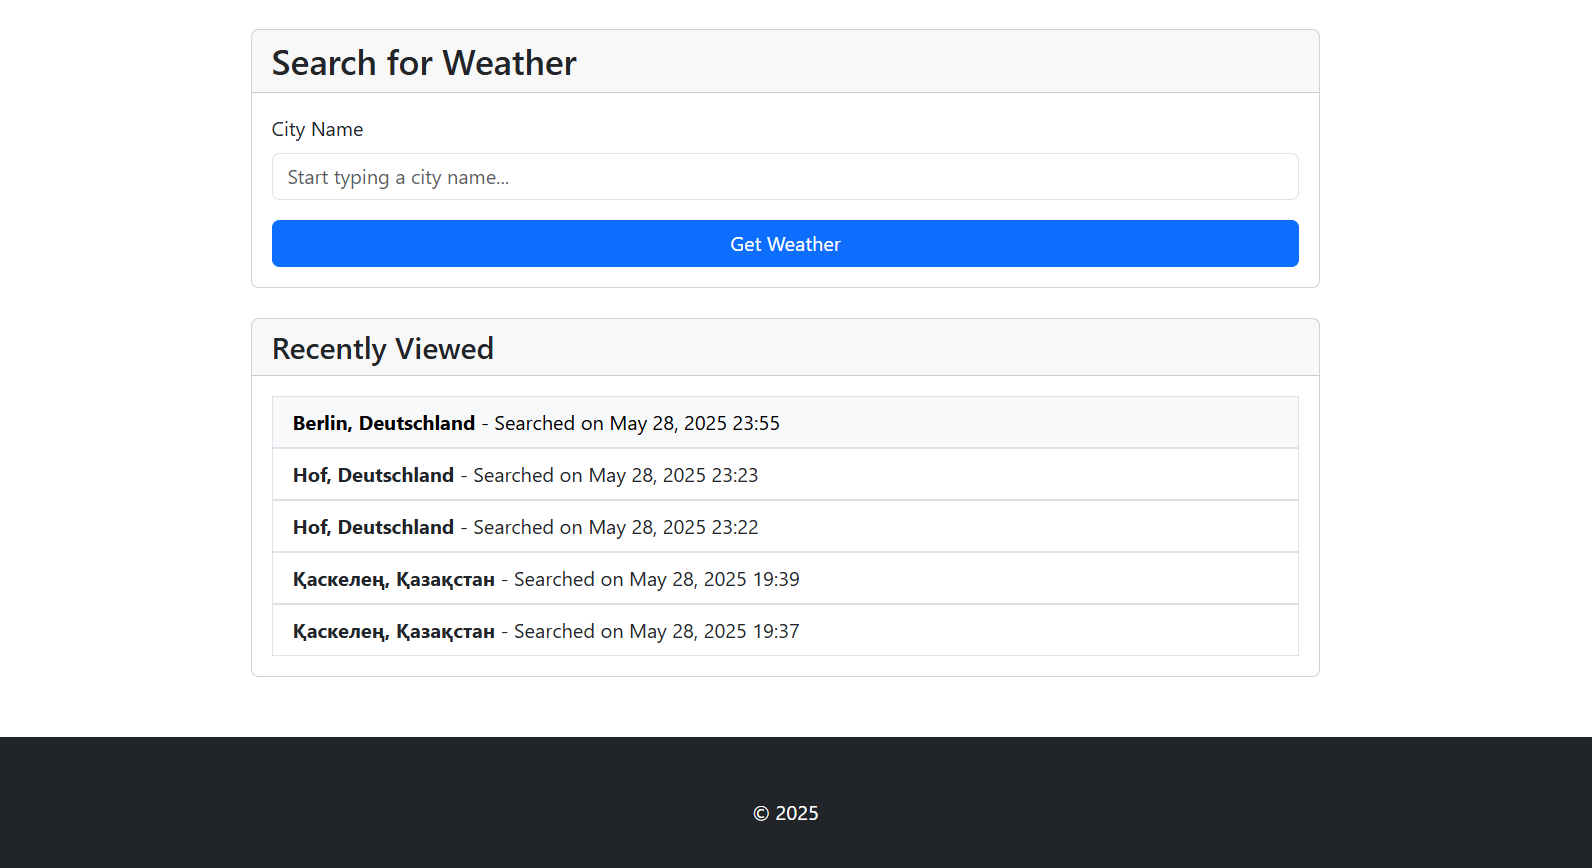 Search for Weather
City Name
Start typing a city name...
Get Weather
Recently Viewed
Berlin, Deutschland - Searched on May 28, 2025 23:55
Hof, Deutschland - Searched on May 28, 2025 23:23
Hof, Deutschland - Searched on May 28, 2025 23:22
Қаскелең, Қазақстан - Searched on May 28, 2025 19:39
Қаскелең, Қазақстан - Searched on May 28, 2025 19:37
© 2025